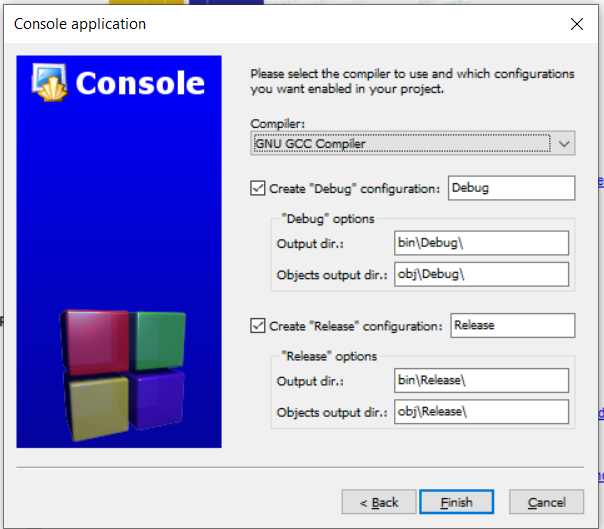 Console application
Console
Please select the compiler to use and which configurations
you want enabled in your project.
Compiler:
GNU GCC Compiler
Create "Debug" configuration: Debug
"Debug" options
Output dir.: bin\Debug\
Objects output dir.: obj\Debug\
Create "Release" configuration: Release
"Release" options
Output dir.: bin\Release\
Objects output dir.: obj\Release\
< Back Finish Cancel